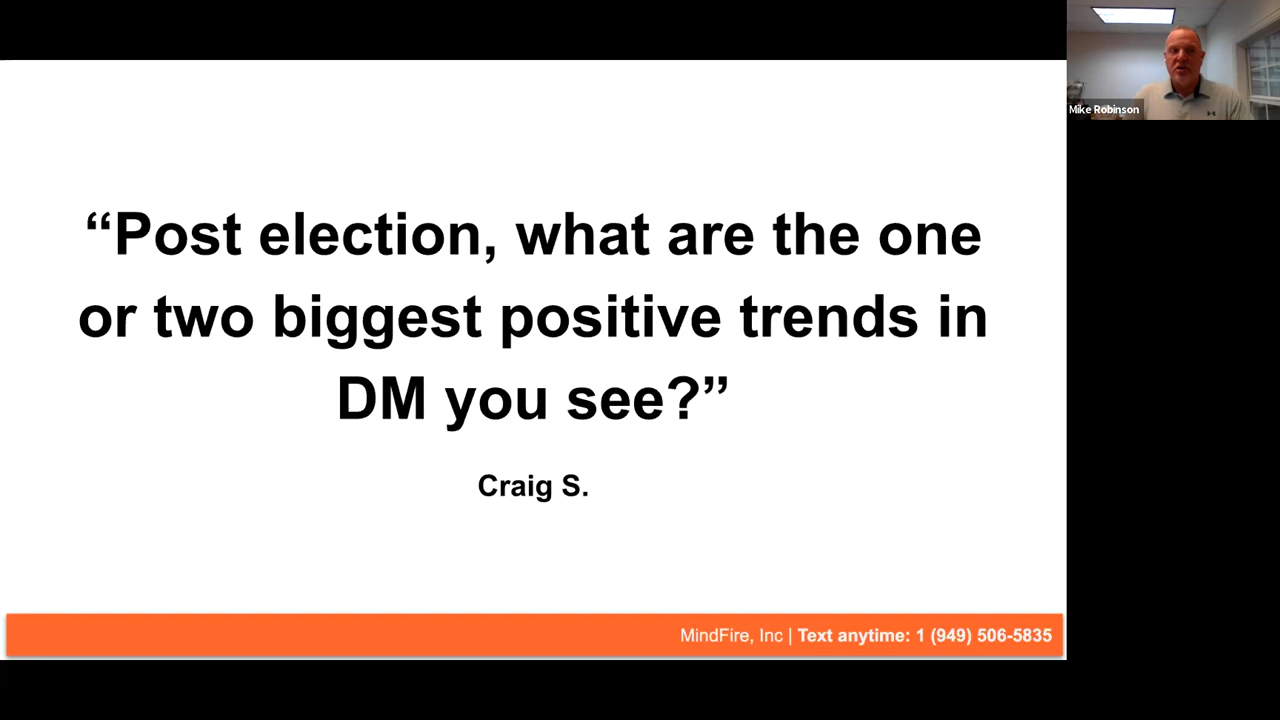 Mike Robinson
“Post election, what are the one
or two biggest positive trends in
DM you see?”
Craig S.
MindFire, Inc | Text anytime: 1 (949) 506-5835